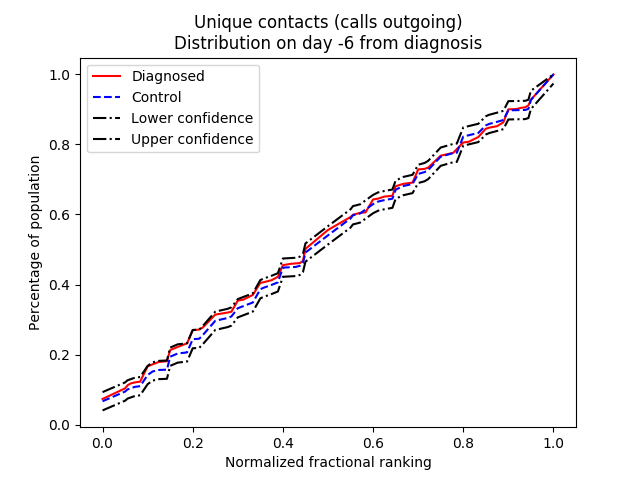 Unique contacts (calls outgoing)
Distribution on day -6 from diagnosis
Diagnosed
Control
Lower confidence
Upper confidence
Percentage of population
1.0
0.8
0.6
0.4
0.2
0.0
0.0 0.2 0.4 0.6 0.8 1.0
Normalized fractional ranking